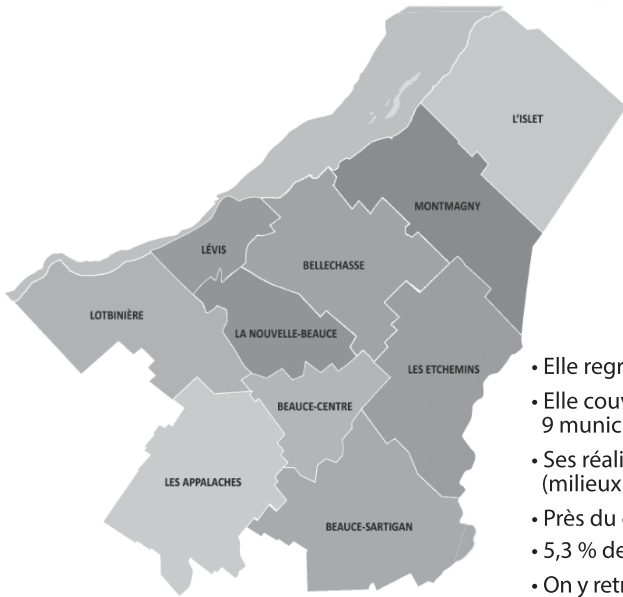 L'ISLET
MONTMAGNY
LÉVIS
BELLECHASSE
LOTBINIÈRE
LA NOUVELLE-BEAUCE
LES ETCHEMINS
BEAUCE-CENTRE
LES APPALACHES
BEAUCE-SARTIGAN
• Elle regr
• Elle couv
9 munic
• Ses réali
(milieux
• Près du
• 5,3 % de
• On y retr